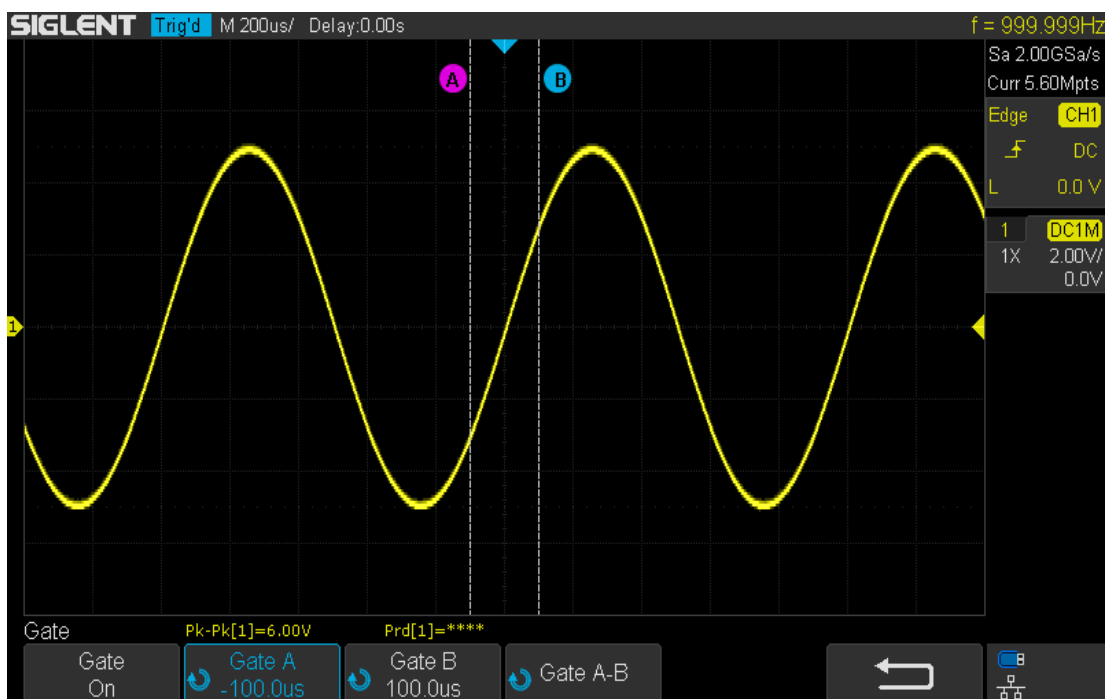 SIGLENT Trig'd M 200us/ Delay:0.00s f = 999.999Hz
Sa 2.00GSa/s
Curr 5.60Mpts
A B
Edge CH1
DC
L 0.0 V
1 DC1M
1X 2.00V/
0.0V
1
Gate Pk-Pk[1]=6.00V Prd[1]=****
Gate
On
Gate A
-100.0us
Gate B
100.0us
Gate A-B
B